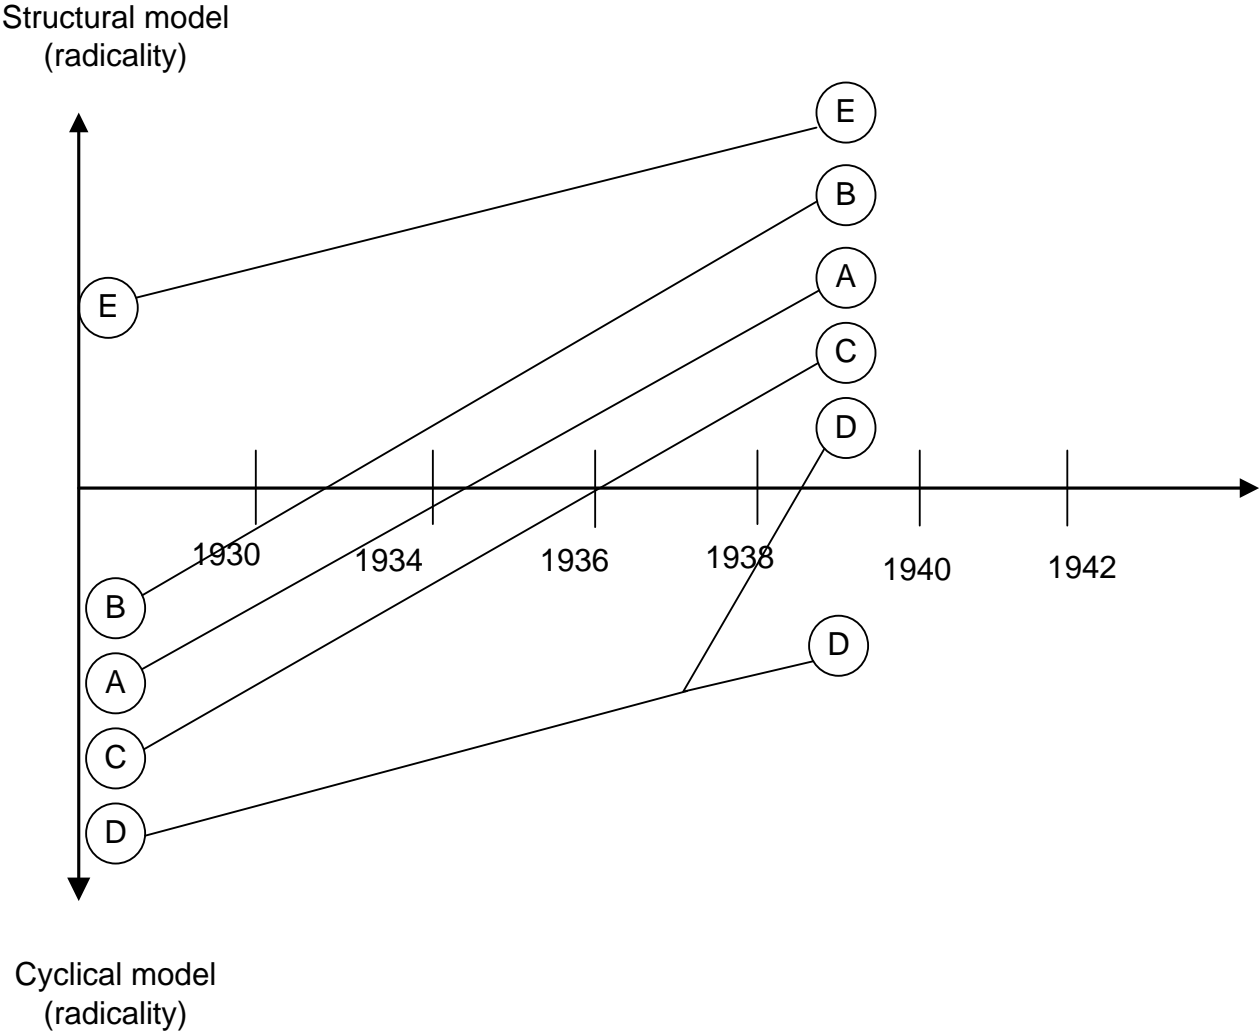 Structural model
(radicality)
E
B
A
E
C
D
1930
1934
1936
1938
1940
1942
B
D
A
C
D
Cyclical model
(radicality)